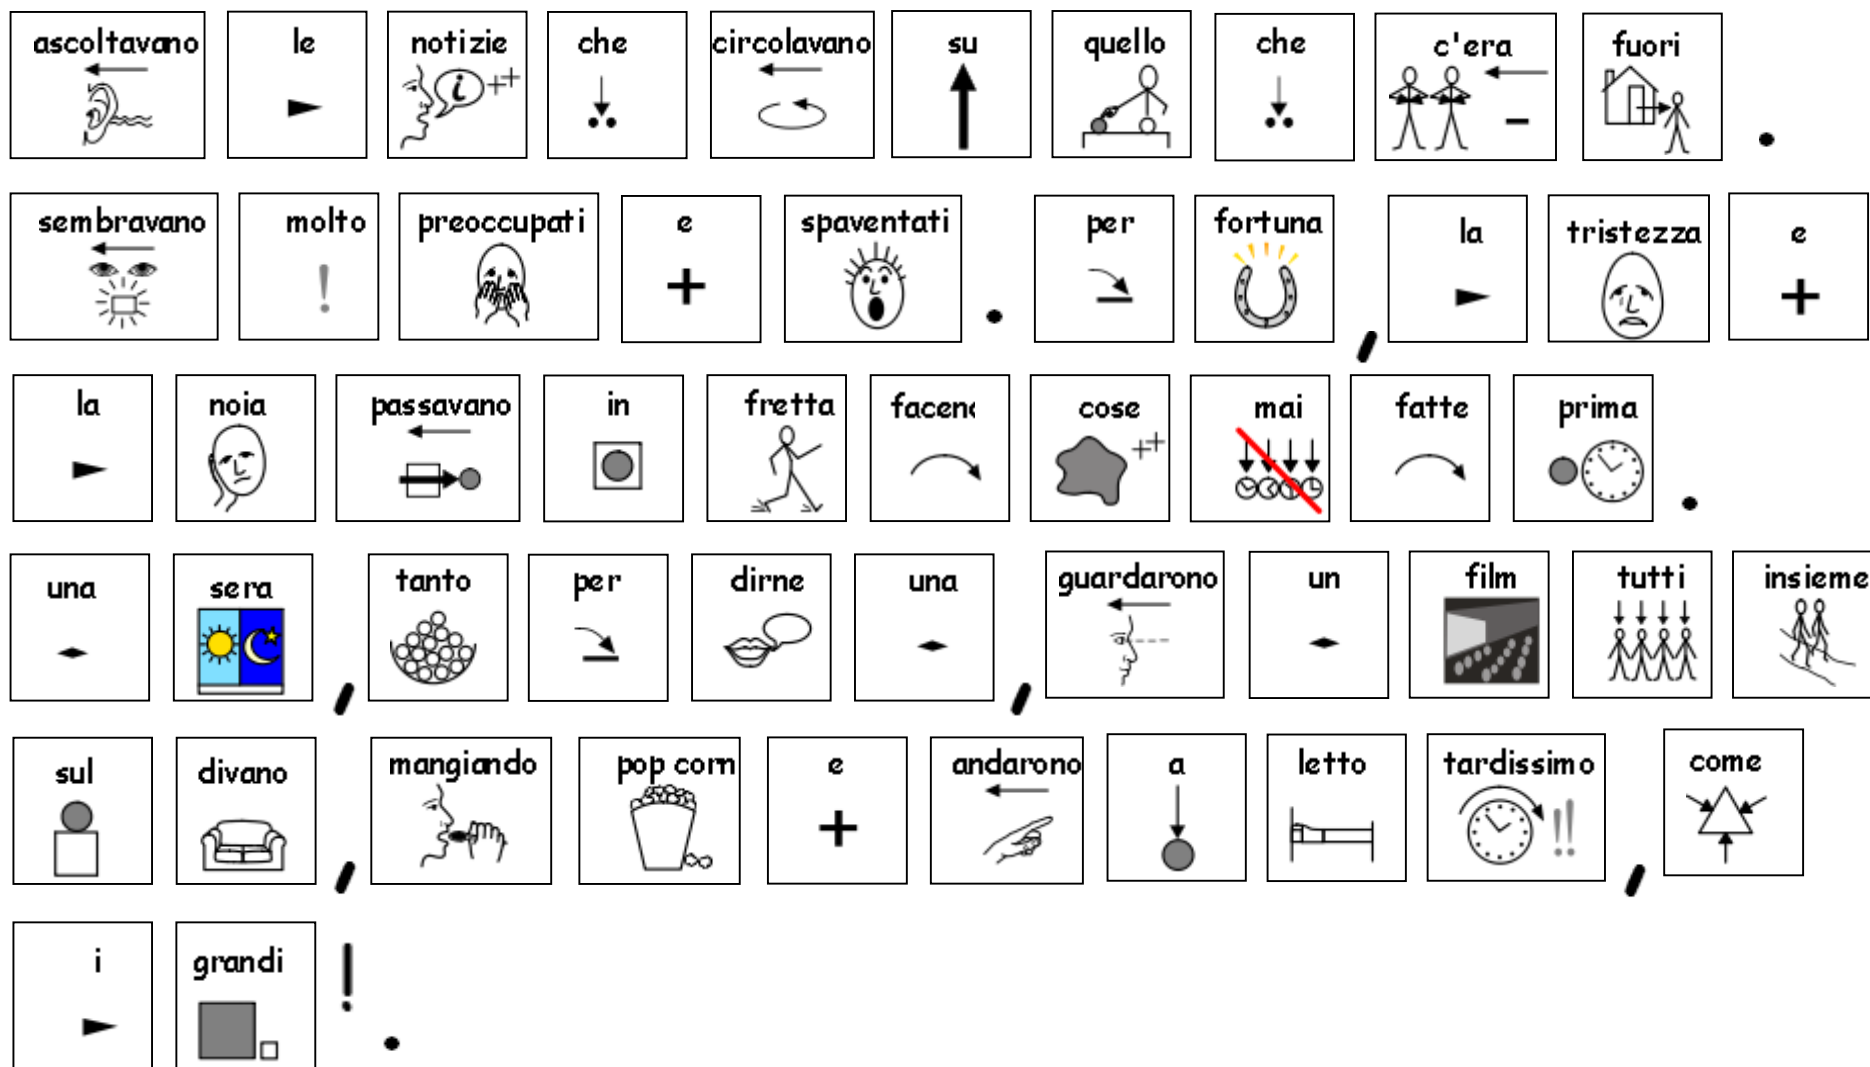 ascoltavano le notizie che circolavano su quello che c'era fuori .
sembravano molto preoccupati e spaventati . per fortuna , la tristezza e
la noia passavano in fretta facen cose mai fatte prima .
una sera , tanto per dirne una , guardarono un film tutti insieme
sul divano , mangiando pop corn e andarono a letto tardissimo , come
i grandi ! .